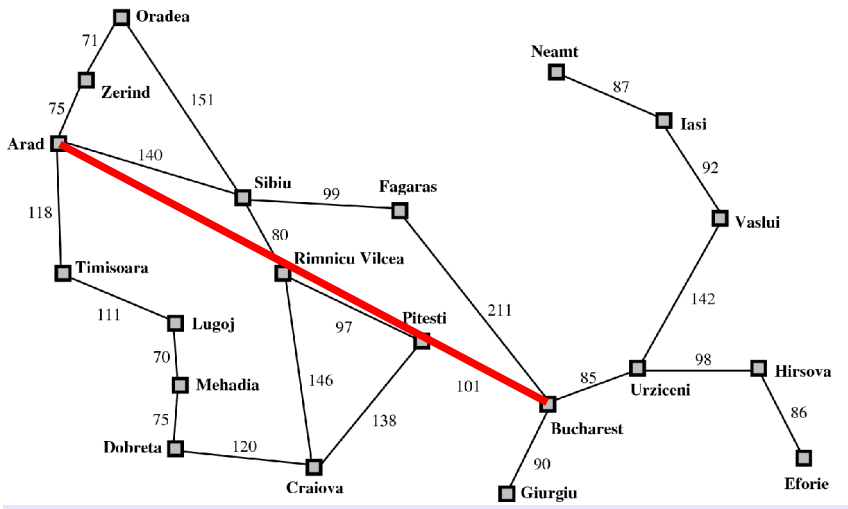 Oradea
71
Neamt
Zerind
87
151
75
Iasi
Arad
140
92
Sibiu
99
Fagaras
118
Vaslui
80
Rimnicu Vilcea
Timisoara
142
111
211
Pitesti
Lugoj
97
98
70
146
85
Hirsova
Mehadia
101
Urziceni
75
138
86
Bucharest
Dobreta
120
90
Craiova
Giurgiu
Eforie